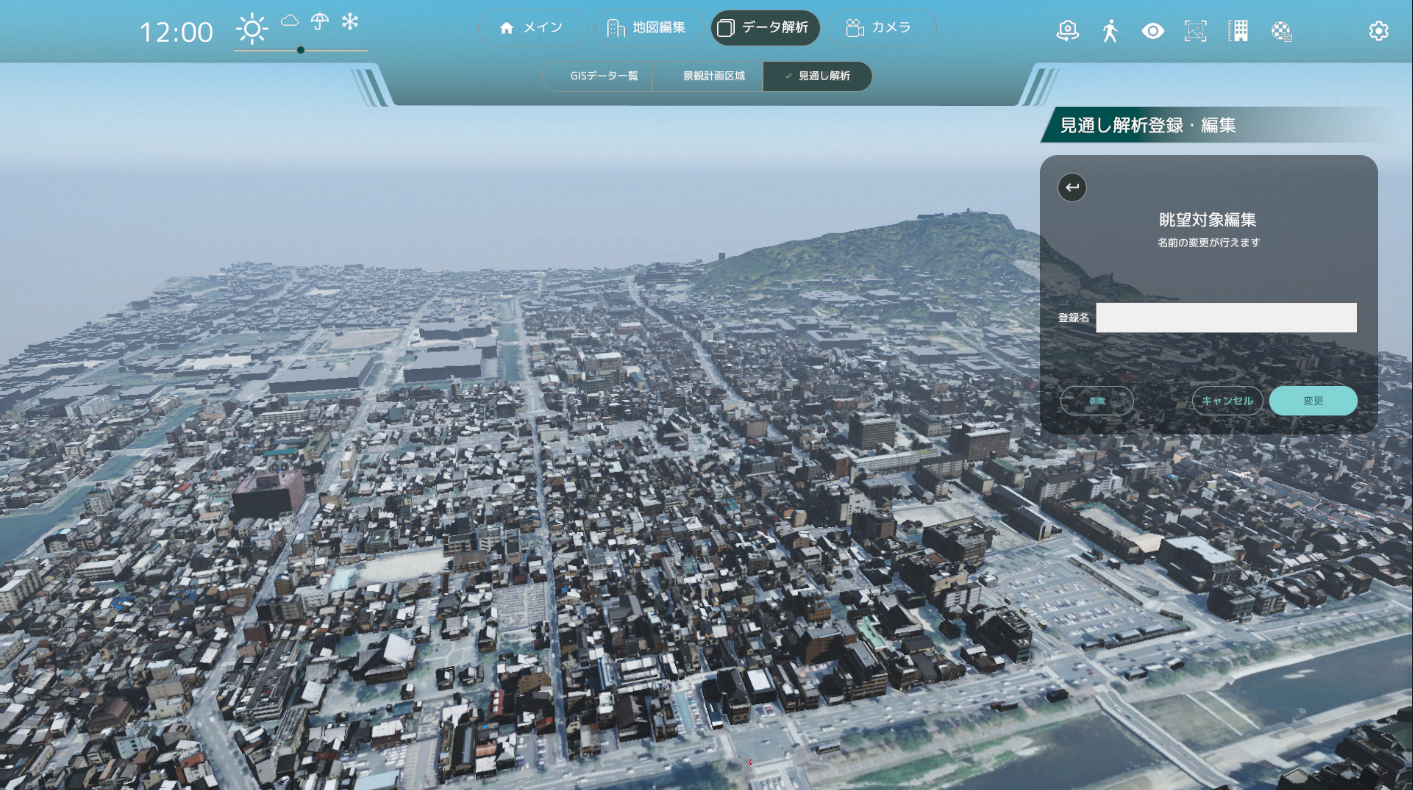 12:00
メイン
地図編集
データ解析
カメラ
GISデータ一覧
景観計画区域
見通し解析
見通し解析登録・編集
眺望対象編集
名前の変更が行えます
登録名
削除
キャンセル
変更